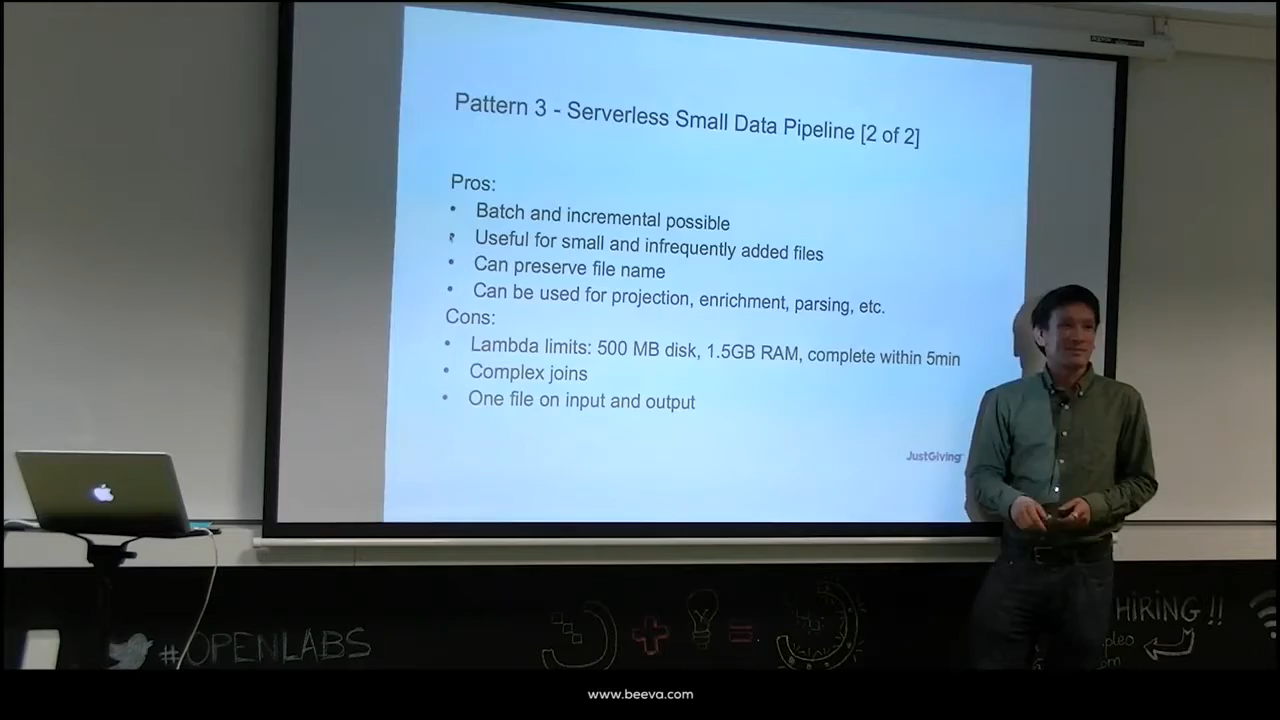 Pattern 3 - Serverless Small Data Pipeline [2 of 2]
Pros:
• Batch and incremental possible
• Useful for small and infrequently added files
• Can preserve file name
• Can be used for projection, enrichment, parsing, etc.
Cons:
• Lambda limits: 500 MB disk, 1.5GB RAM, complete within 5min
• Complex joins
• One file on input and output
JustGiving
HIRING !!
#OPENLABS
www.beeva.com